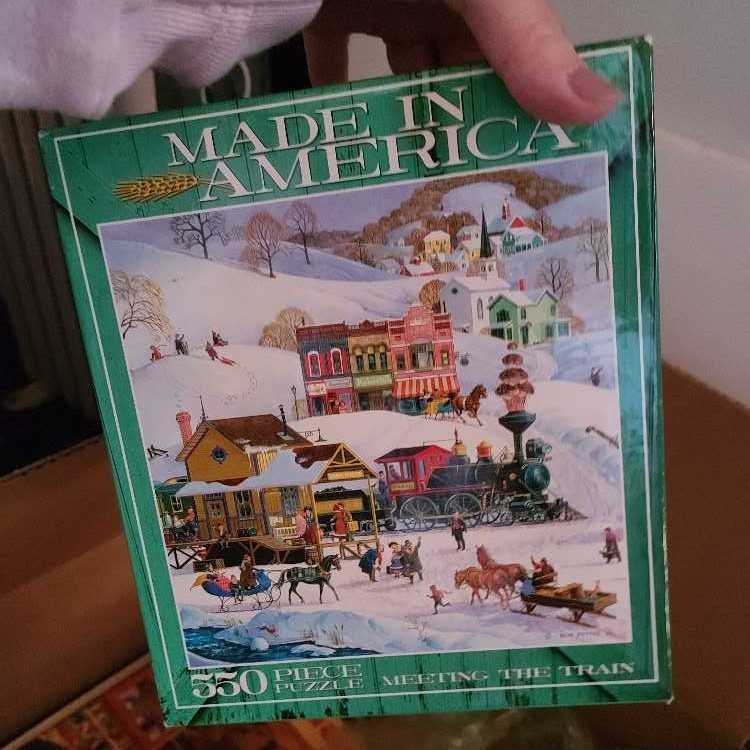 MADE IN
AMERICA
550 PIECE
PUZZLE
MEETING THE TRAIN